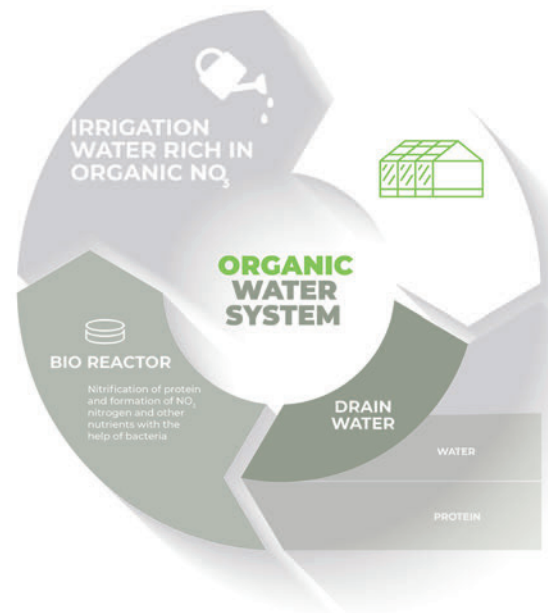 IRRIGATION
WATER RICH IN
ORGANIC NO₃
ORGANIC
WATER
SYSTEM
BIO REACTOR
Nitrification of protein
and formation of NO₃
nitrogen and other
nutrients with the
help of bacteria
DRAIN
WATER
WATER
PROTEIN